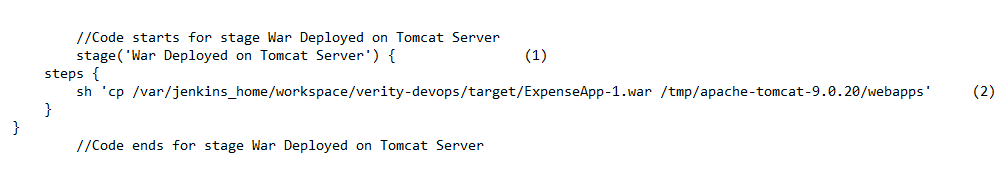 //Code starts for stage War Deployed on Tomcat Server
stage('War Deployed on Tomcat Server') { (1)
steps {
sh 'cp /var/jenkins_home/workspace/verity-devops/target/ExpenseApp-1.war /tmp/apache-tomcat-9.0.20/webapps' (2)
}
}
//Code ends for stage War Deployed on Tomcat Server